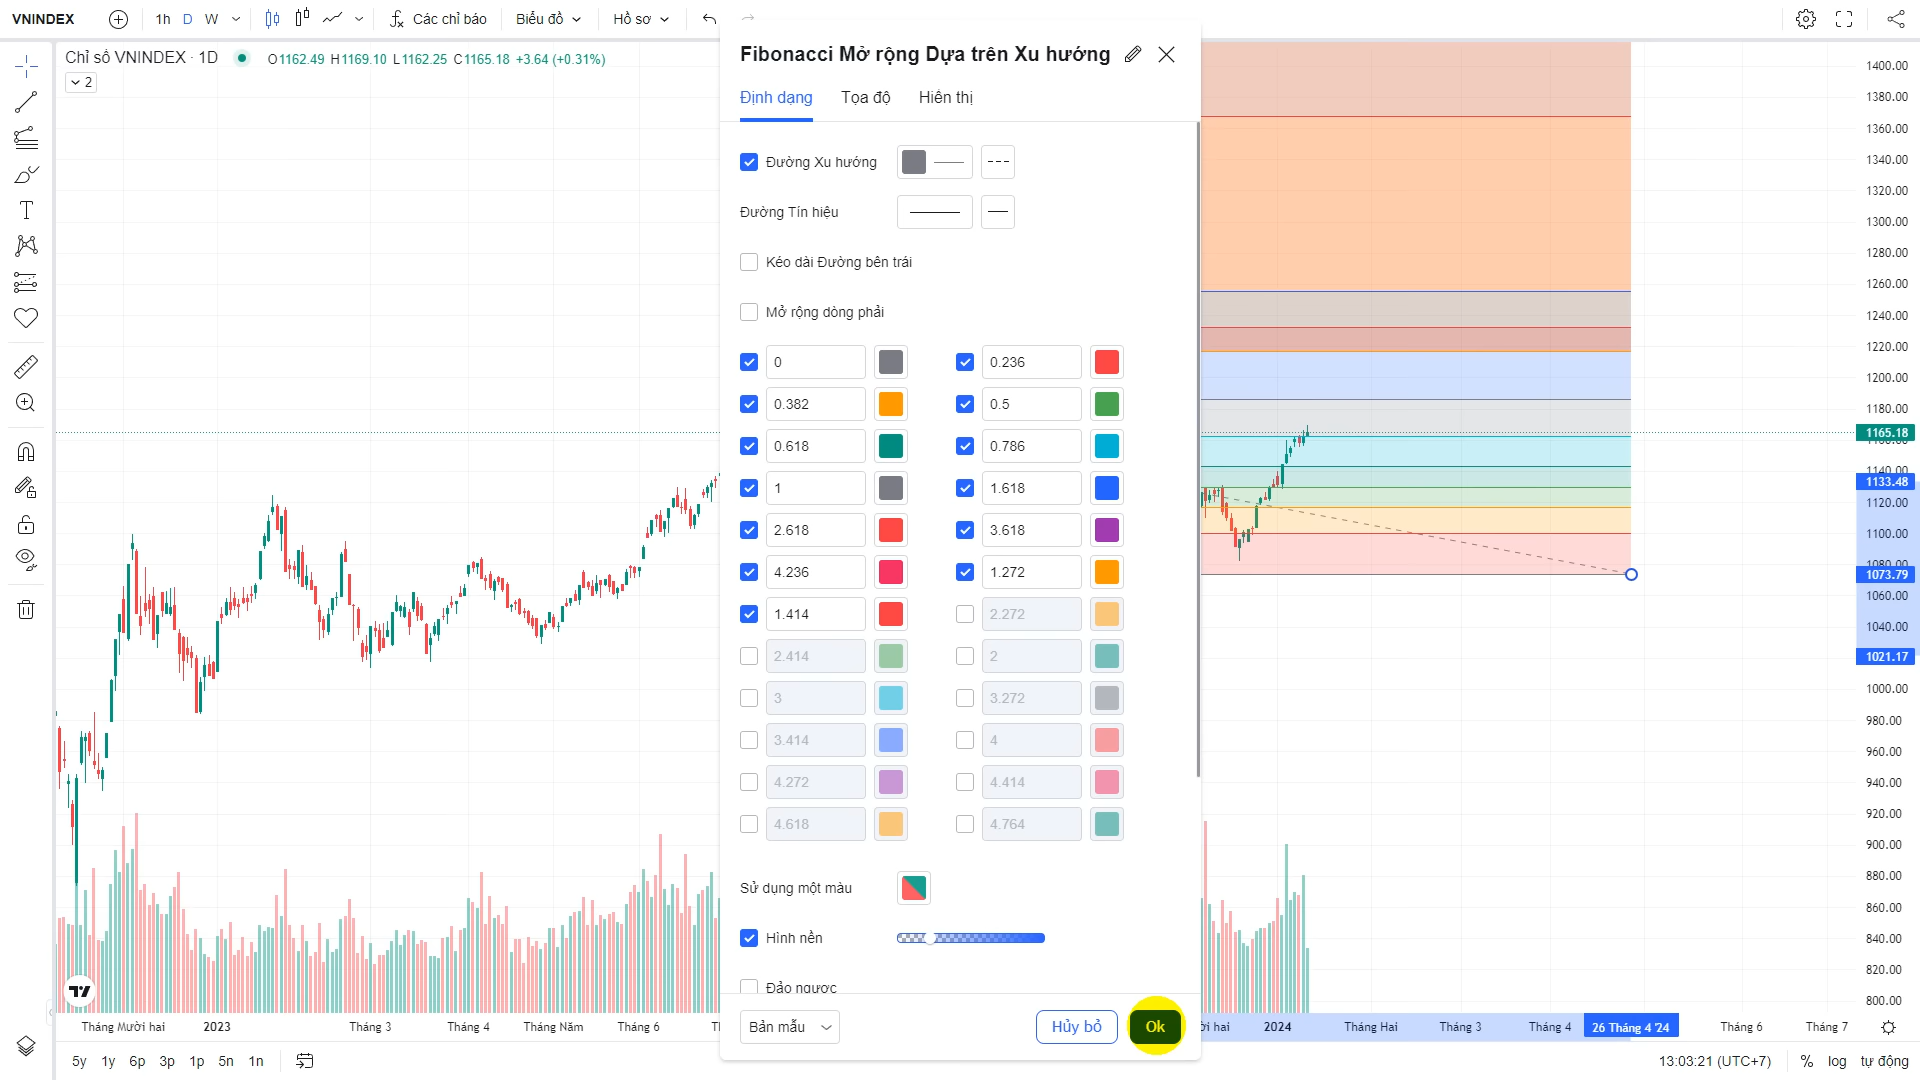 VNINDEX
1h D W
Các chỉ báo
Biểu đồ
Hồ sơ
Chỉ số VNINDEX · 1D
O1162.49 H1169.10 L1162.25 C1165.18 +3.64 (+0.31%)
2
Fibonacci Mở rộng Dựa trên Xu hướng
Định dạng
Tọa độ
Hiên thị
Đường Xu hướng
Đường Tín hiệu
Kéo dài Đường bên trái
Mở rộng dòng phải
0
0.236
0.382
0.5
0.618
0.786
1
1.618
2.618
3.618
4.236
1.272
1.414
2.272
2.414
2
3
3.272
3.414
4
4.272
4.414
4.618
4.764
Sử dụng một màu
Hình nền
Đảo ngược
Bản mẫu
Hủy bỏ
Ok
1400.00
1380.00
1360.00
1340.00
1320.00
1300.00
1280.00
1260.00
1240.00
1220.00
1200.00
1180.00
1165.18
1140.00
1133.48
1120.00
1100.00
1080.00
1073.79
1060.00
1040.00
1021.17
1000.00
980.00
960.00
940.00
920.00
900.00
880.00
860.00
840.00
820.00
800.00
Tháng Mười hai
2023
Tháng 3
Tháng 4
Tháng Năm
Tháng 6
2024
Tháng Hai
Tháng 3
Tháng 4
26 Tháng 4 '24
Tháng 6
Tháng 7
5y 1y 6p 3p 1p 5n 1n
13:03:21 (UTC+7)
% log tự động